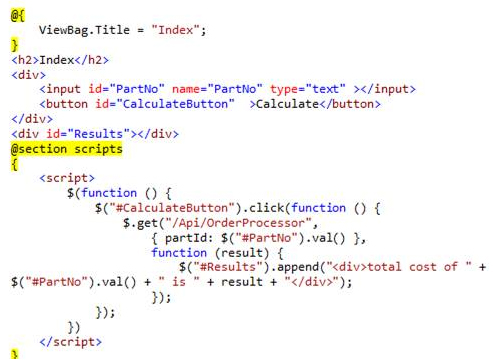 @{
    ViewBag.Title = "Index";
}
<h2>Index</h2>
<div>
    <input id="PartNo" name="PartNo" type="text" ></input>
    <button id="CalculateButton"  >Calculate</button>
</div>
<div id="Results"></div>
@section scripts
{
    <script>
        $(function () {
            $("#CalculateButton").click(function () {
                $.get("/Api/OrderProcessor",
                    { partId: $("#PartNo").val() },
                    function (result) {
                        $("#Results").append("<div>total cost of " +
$("#PartNo").val() + " is " + result + "</div>");
                    });
            });
        })
    </script>
}